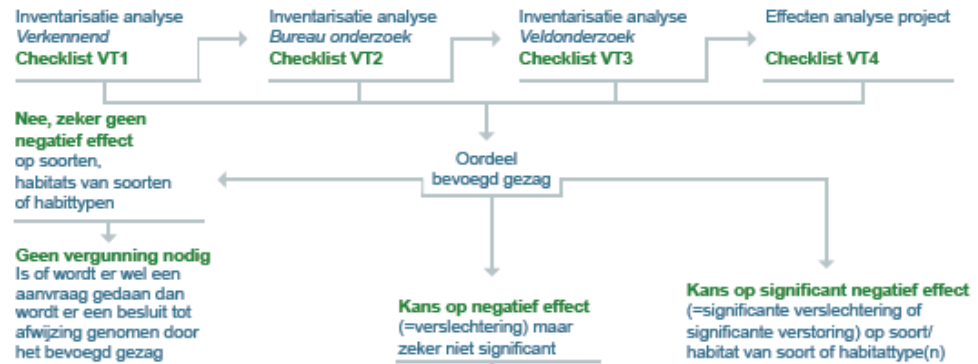 Inventarisatie analyse
Verkennend
Checklist VT1
Inventarisatie analyse
Bureau onderzoek
Checklist VT2
Inventarisatie analyse
Veldonderzoek
Checklist VT3
Effecten analyse project
Checklist VT4
Nee, zeker geen
negatief effect
op soorten,
habitats van soorten
of habittypen
Oordeel
bevoegd gezag
Geen vergunning nodig
Is of wordt er wel een
aanvraag gedaan dan
wordt er een besluit tot
afwijzing genomen door
het bevoegd gezag
Kans op negatief effect
(=verslechtering) maar
zeker niet significant
Kans op significant negatief effect
(=significante verslechtering of
significante verstoring) op soort/
habitat van soort of habitattype(n)